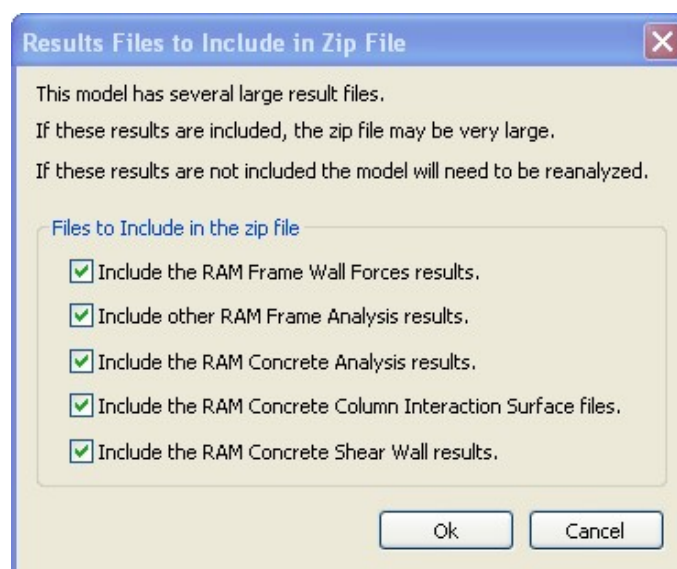 Results Files to Include in Zip File
This model has several large result files.
If these results are included, the zip file may be very large.
If these results are not included the model will need to be reanalyzed.
Files to Include in the zip file
Include the RAM Frame Wall Forces results.
Include other RAM Frame Analysis results.
Include the RAM Concrete Analysis results.
Include the RAM Concrete Column Interaction Surface files.
Include the RAM Concrete Shear Wall results.
Ok Cancel